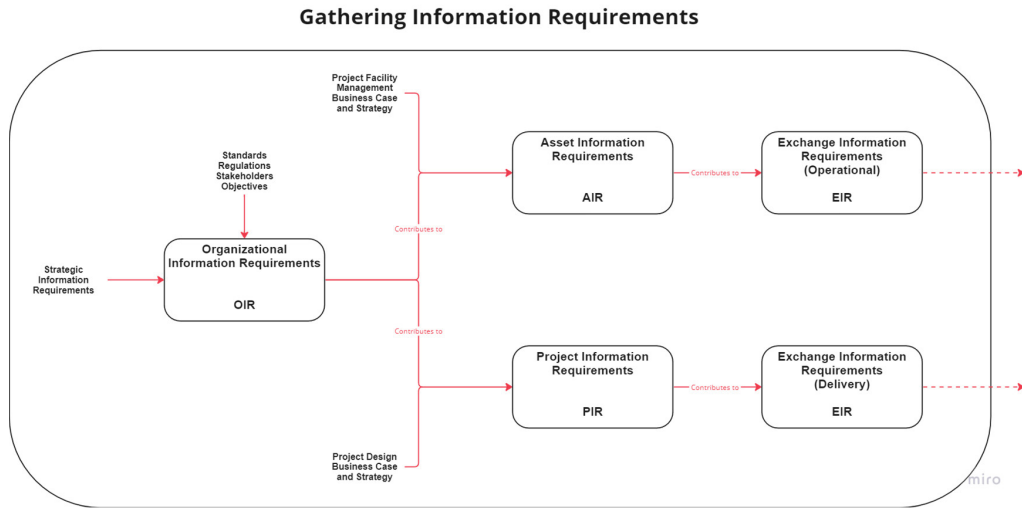 Gathering Information Requirements
Project Facility
Management
Business Case
and Strategy
Standards
Regulations
Stakeholders
Objectives
Asset Information
Requirements
AIR
Contributes to
Exchange Information
Requirements
(Operational)
EIR
Contributes to
Strategic
Information
Requirements
Organizational
Information Requirements
OIR
Contributes to
Project Information
Requirements
PIR
Contributes to
Exchange Information
Requirements
(Delivery)
EIR
Project Design
Business Case
and Strategy
miro